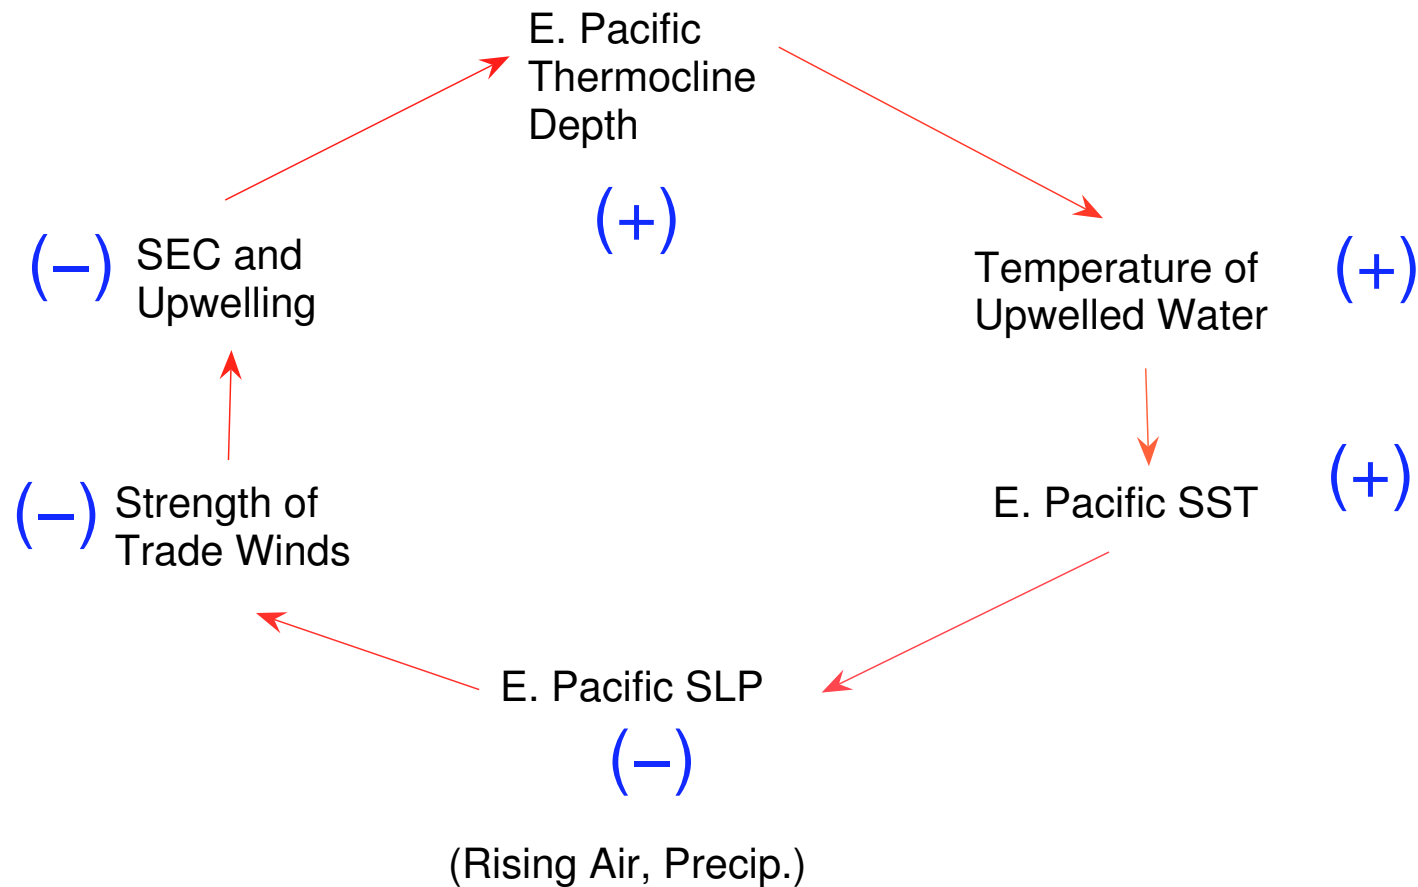 E. Pacific
Thermocline
Depth
(+)
(–) SEC and
Upwelling
Temperature of
Upwelled Water
(+)
(–) Strength of
Trade Winds
E. Pacific SST
(+)
E. Pacific SLP
(–)
(Rising Air, Precip.)